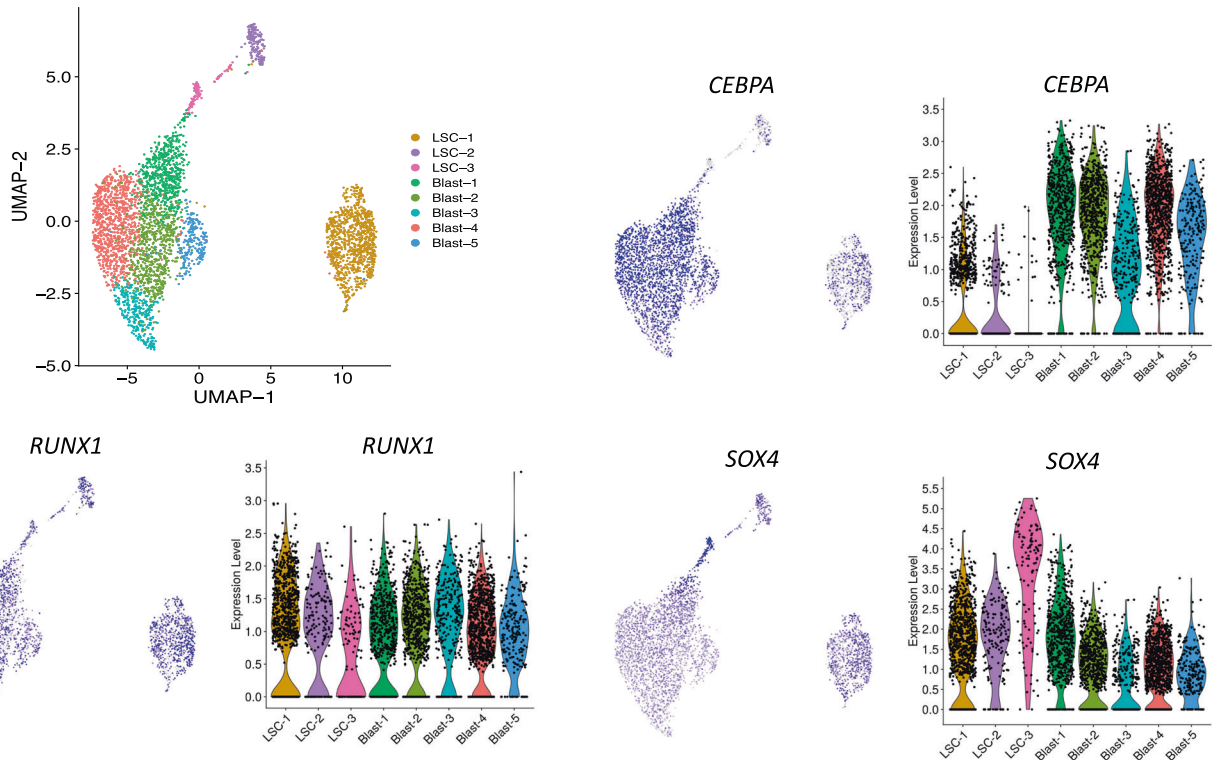 5.0
2.5
0.0
−2.5
−5.0
UMAP−2
−5
0
5
10
UMAP−1
LSC−1
LSC−2
LSC−3
Blast−1
Blast−2
Blast−3
Blast−4
Blast−5
CEBPA
CEBPA
Expression Level
3.5
3.0
2.5
2.0
1.5
1.0
0.5
0.0
LSC-1
LSC-2
LSC-3
Blast-1
Blast-2
Blast-3
Blast-4
Blast-5
RUNX1
RUNX1
Expression Level
3.5
3.0
2.5
2.0
1.5
1.0
0.5
0.0
LSC-1
LSC-2
LSC-3
Blast-1
Blast-2
Blast-3
Blast-4
Blast-5
SOX4
SOX4
Expression Level
5.5
5.0
4.5
4.0
3.5
3.0
2.5
2.0
1.5
1.0
0.5
0.0
LSC-1
LSC-2
LSC-3
Blast-1
Blast-2
Blast-3
Blast-4
Blast-5